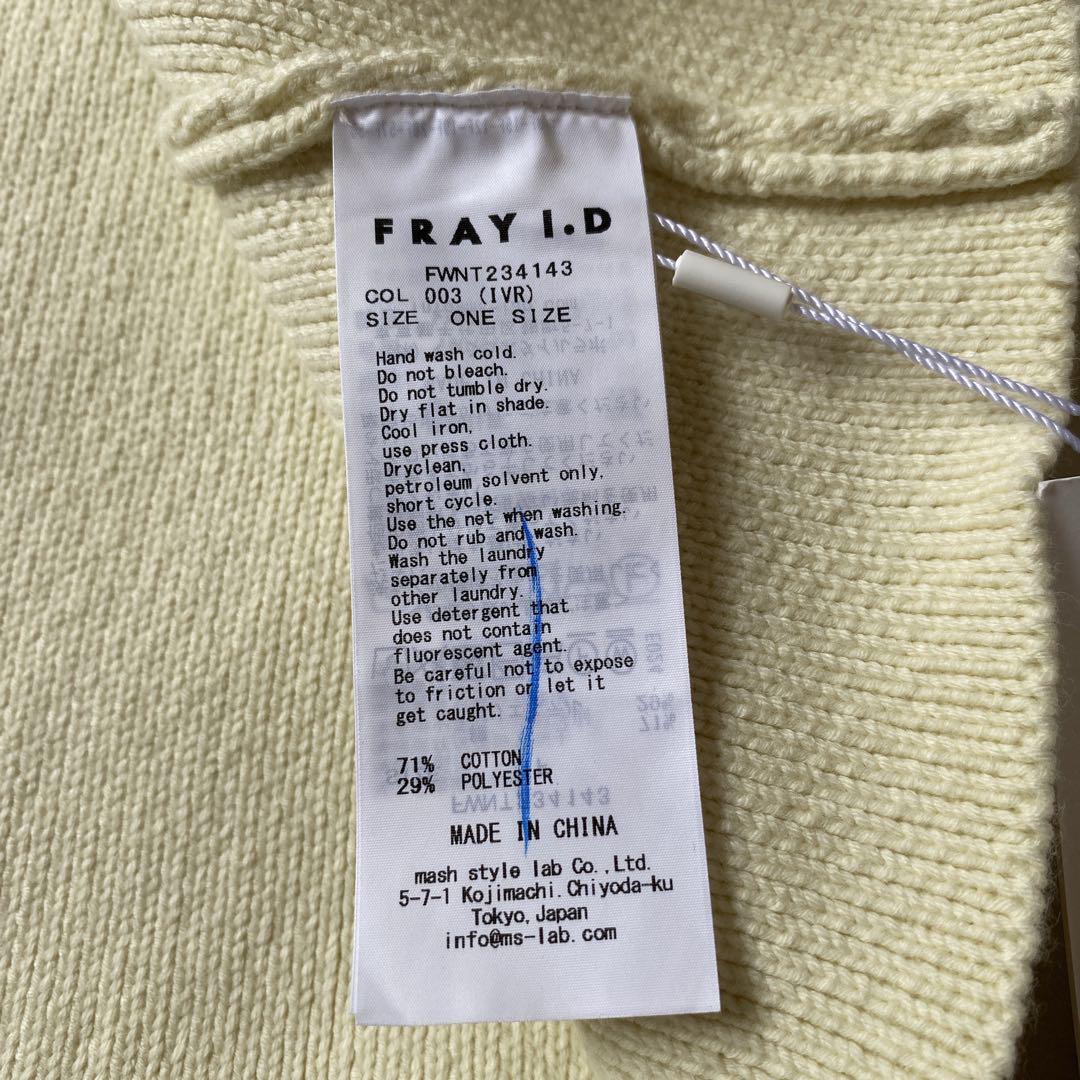 FRAY I.D
FWNT234143
COL 003 (IVR)
SIZE ONE SIZE
Hand wash cold.
Do not bleach.
Do not tumble dry.
Dry flat in shade.
Cool iron,
use press cloth.
Dryclean,
petroleum solvent only,
short cycle.
Use the net when washing.
Do not rub and wash.
Wash the laundry
separately from
other laundry.
Use detergent that
does not contain
fluorescent agent.
Be careful not to expose
to friction or let it
get caught.
71% COTTON
29% POLYESTER
MADE IN CHINA
mash style lab Co.,Ltd.
5-7-1 Kojimachi.Chiyoda-ku
Tokyo,Japan
info@ms-lab.com